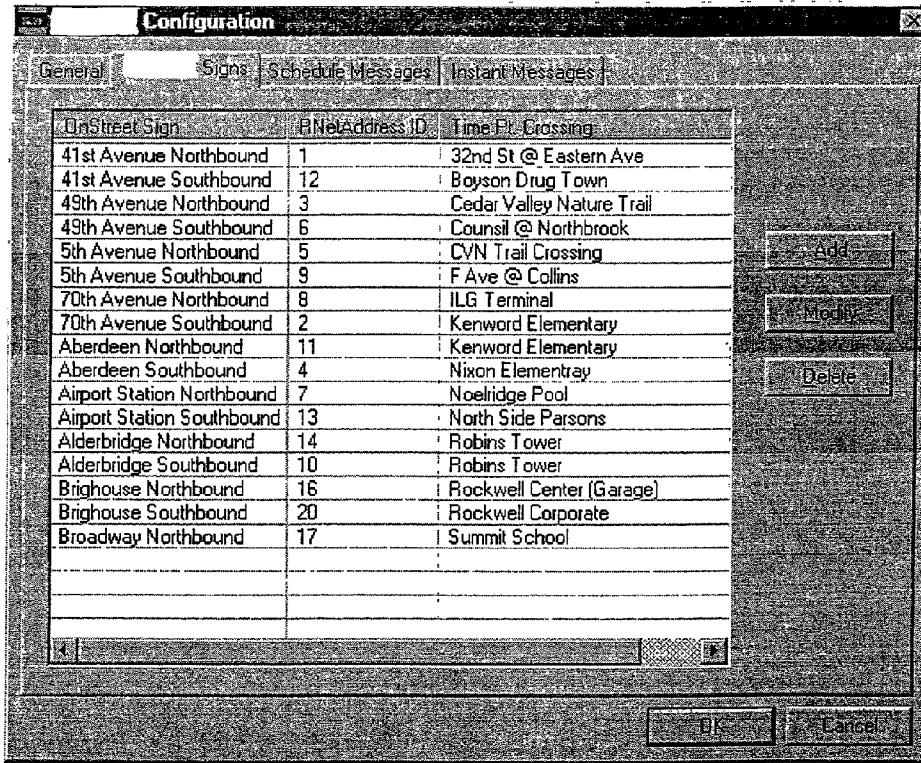 Configuration
General Signs Schedule Messages Instant Messages
OnStreet Sign RNetAddress ID Time Pt. Crossing
41st Avenue Northbound 1 32nd St @ Eastern Ave
41st Avenue Southbound 12 Boyson Drug Town
49th Avenue Northbound 3 Cedar Valley Nature Trail
49th Avenue Southbound 6 Counsil @ Northbrook
5th Avenue Northbound 5 CVN Trail Crossing
5th Avenue Southbound 9 F Ave @ Collins
70th Avenue Northbound 8 ILG Terminal
70th Avenue Southbound 2 Kenword Elementary
Aberdeen Northbound 11 Kenword Elementary
Aberdeen Southbound 4 Nixon Elementray
Airport Station Northbound 7 Noelridge Pool
Airport Station Southbound 13 North Side Parsons
Alderbridge Northbound 14 Robins Tower
Alderbridge Southbound 10 Robins Tower
Brighouse Northbound 16 Rockwell Center (Garage)
Brighouse Southbound 20 Rockwell Corporate
Broadway Northbound 17 Summit School
Add
Modify
Delete
OK Cancel